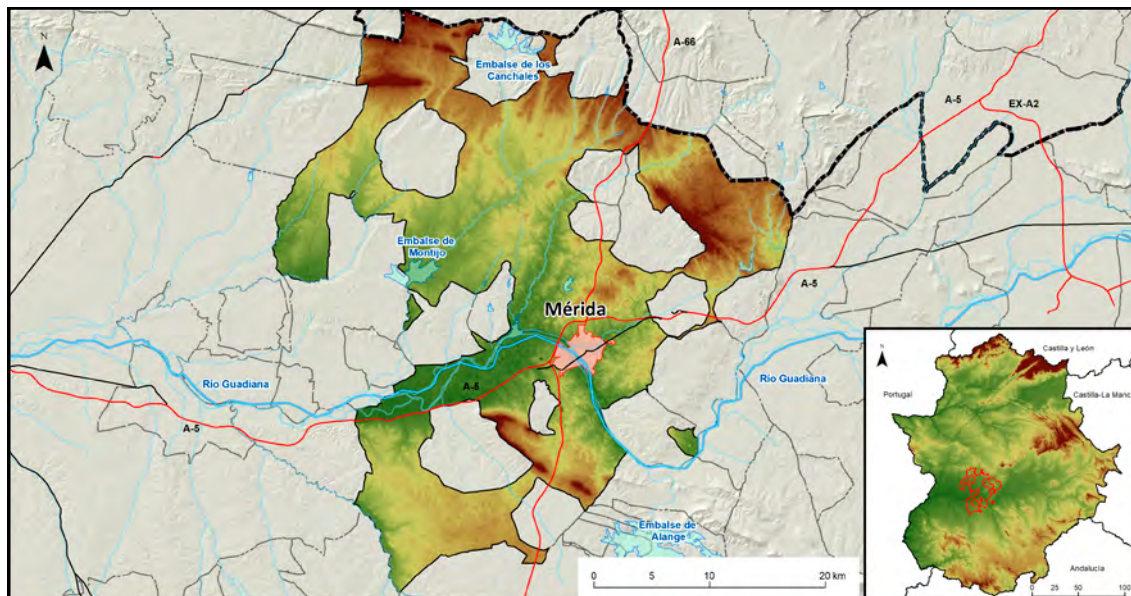 N
A-66
Embalse de los
Canchales
A-5
EX-A2
Embalse de
Montijo
A-5
Mérida
Río Guadiana
A-5
Río Guadiana
A-5
Embalse de
Alange
0 5 10 20 km
N
Castilla y León
Portugal
Castilla-La Manc
Andalucía
0 25 50 100